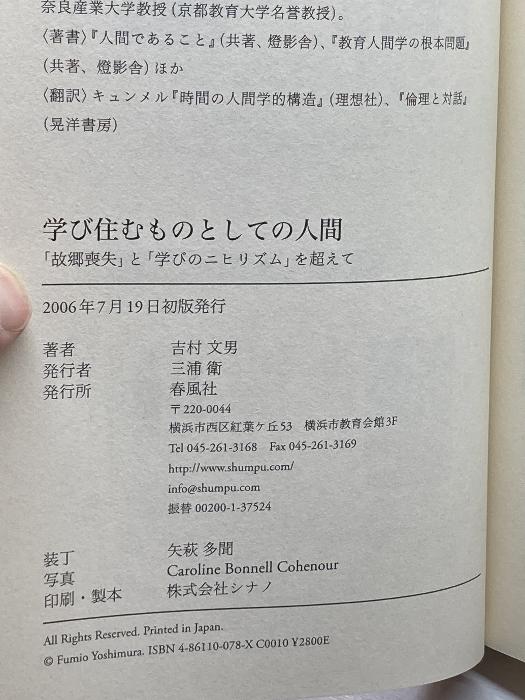 奈良産業大学教授(京都教育大学名誉教授)。
〈著書〉『人間であること』(共著、燈影舎)、『教育人間学の根本問題』
(共著、燈影舎)ほか
〈翻訳〉キュンメル『時間の人間学的構造』(理想社)、『倫理と対話』
(晃洋書房)
学び住むものとしての人間
「故郷喪失」と「学びのニヒリズム」を超えて
2006年7月19日初版発行
著者 吉村 文男
発行者 三浦 衛
発行所 春風社
〒220-0044
横浜市西区紅葉ヶ丘53 横浜市教育会館3F
Tel 045-261-3168 Fax 045-261-3169
http://www.shumpu.com/
info@shumpu.com
振替 00200-1-37524
装丁 矢萩 多聞
写真 Caroline Bonnell Cohenour
印刷・製本 株式会社シナノ
All Rights Reserved. Printed in Japan.
© Fumio Yoshimura. ISBN 4-86110-078-X C0010 ¥2800E